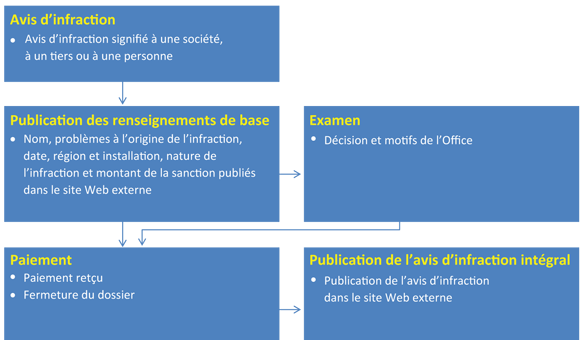 Avis d’infraction
• Avis d’infraction signifié à une société,
à un tiers ou à une personne
Publication des renseignements de base
• Nom, problèmes à l’origine de l’infraction,
date, région et installation, nature de
l’infraction et montant de la sanction publiés
dans le site Web externe
Examen
• Décision et motifs de l’Office
Paiement
• Paiement retçu
• Fermeture du dossier
Publication de l’avis d’infraction intégral
• Publication de l’avis d’infraction
dans le site Web externe